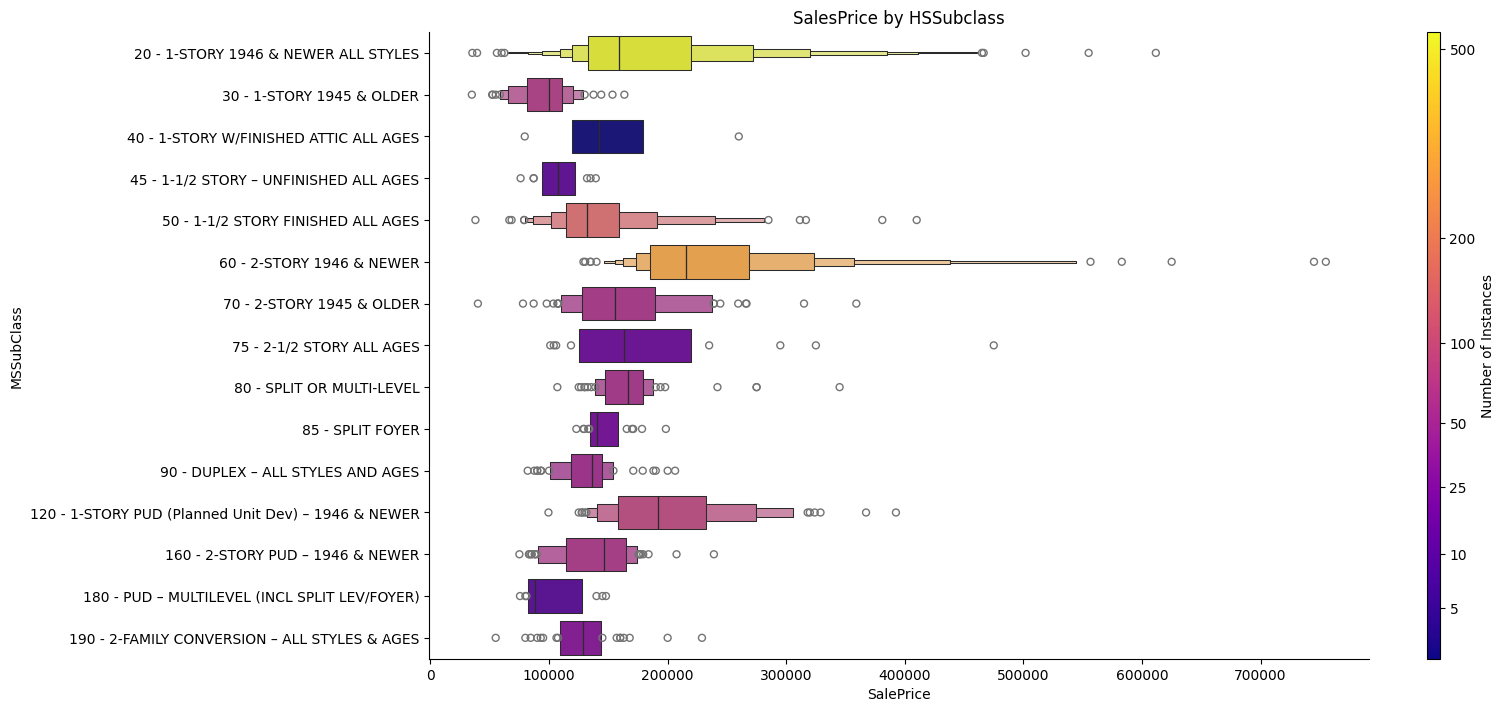 SalesPrice by HSSubclass
20 - 1-STORY 1946 & NEWER ALL STYLES
30 - 1-STORY 1945 & OLDER
40 - 1-STORY W/FINISHED ATTIC ALL AGES
45 - 1-1/2 STORY – UNFINISHED ALL AGES
50 - 1-1/2 STORY FINISHED ALL AGES
60 - 2-STORY 1946 & NEWER
70 - 2-STORY 1945 & OLDER
75 - 2-1/2 STORY ALL AGES
80 - SPLIT OR MULTI-LEVEL
85 - SPLIT FOYER
90 - DUPLEX – ALL STYLES AND AGES
120 - 1-STORY PUD (Planned Unit Dev) – 1946 & NEWER
160 - 2-STORY PUD – 1946 & NEWER
180 - PUD – MULTILEVEL (INCL SPLIT LEV/FOYER)
190 - 2-FAMILY CONVERSION – ALL STYLES & AGES
MSSubClass
0 100000 200000 300000 400000 500000 600000 700000
SalePrice
500
200
100
50
25
10
5
Number of Instances